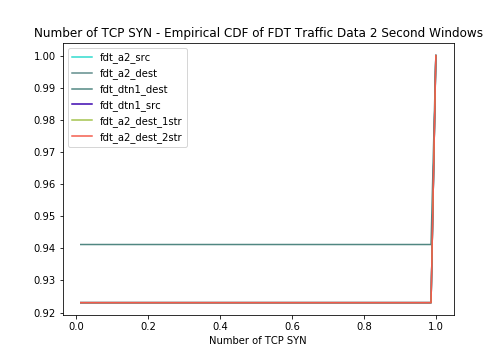 Number of TCP SYN - Empirical CDF of FDT Traffic Data 2 Second Windows
1.00
0.99
0.98
0.97
0.96
0.95
0.94
0.93
0.92
fdt_a2_src
fdt_a2_dest
fdt_dtn1_dest
fdt_dtn1_src
fdt_a2_dest_1str
fdt_a2_dest_2str
0.0 0.2 0.4 0.6 0.8 1.0
Number of TCP SYN